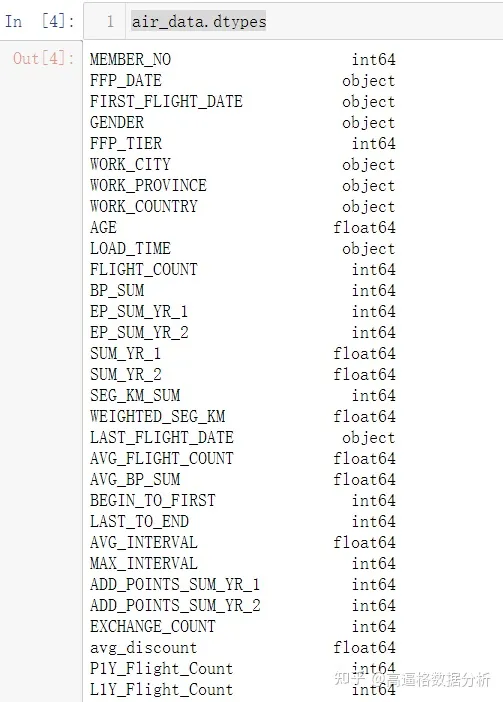 In [4]: 1 air_data.dtypes
Out[4]: MEMBER_NO int64
FFP_DATE object
FIRST_FLIGHT_DATE object
GENDER object
FFP_TIER int64
WORK_CITY object
WORK_PROVINCE object
WORK_COUNTRY object
AGE float64
LOAD_TIME object
FLIGHT_COUNT int64
BP_SUM int64
EP_SUM_YR_1 int64
EP_SUM_YR_2 int64
SUM_YR_1 float64
SUM_YR_2 float64
SEG_KM_SUM int64
WEIGHTED_SEG_KM float64
LAST_FLIGHT_DATE object
AVG_FLIGHT_COUNT float64
AVG_BP_SUM float64
BEGIN_TO_FIRST int64
LAST_TO_END int64
AVG_INTERVAL float64
MAX_INTERVAL int64
ADD_POINTS_SUM_YR_1 int64
ADD_POINTS_SUM_YR_2 int64
EXCHANGE_COUNT int64
avg_discount float64
P1Y_Flight_Count int64
L1Y_Flight_Count int64
知乎 @高逼格数据分析